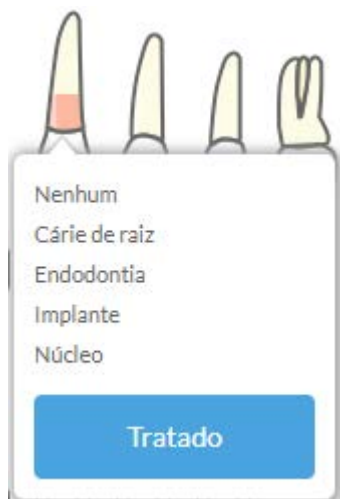 Nenhum
Cárie de raiz
Endodontia
Implante
Núcleo
Tratado